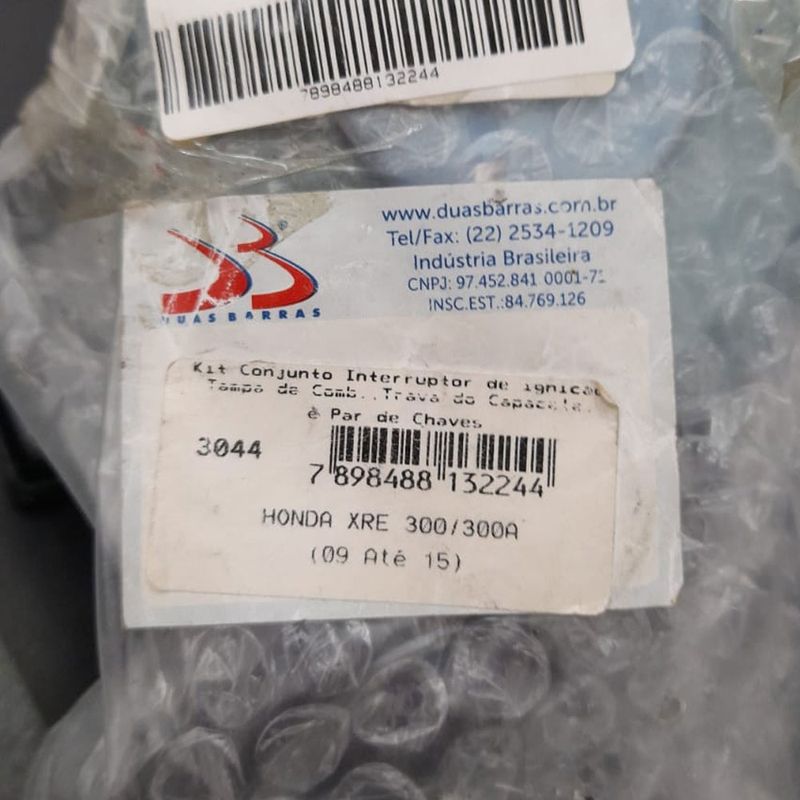 7898488132244
www.duasbarras.com.br
Tel/Fax: (22) 2534-1209
Indústria Brasileira
CNPJ: 97.452.841 0001-7
INSC.EST.:84.769.126
DUAS BARRAS
Kit Conjunto Interruptor de ignicao
Tampa de Comb., Trava do Capacete,
e Par de Chaves
3044
7 898488 132244
HONDA XRE 300/300A
(09 Até 15)